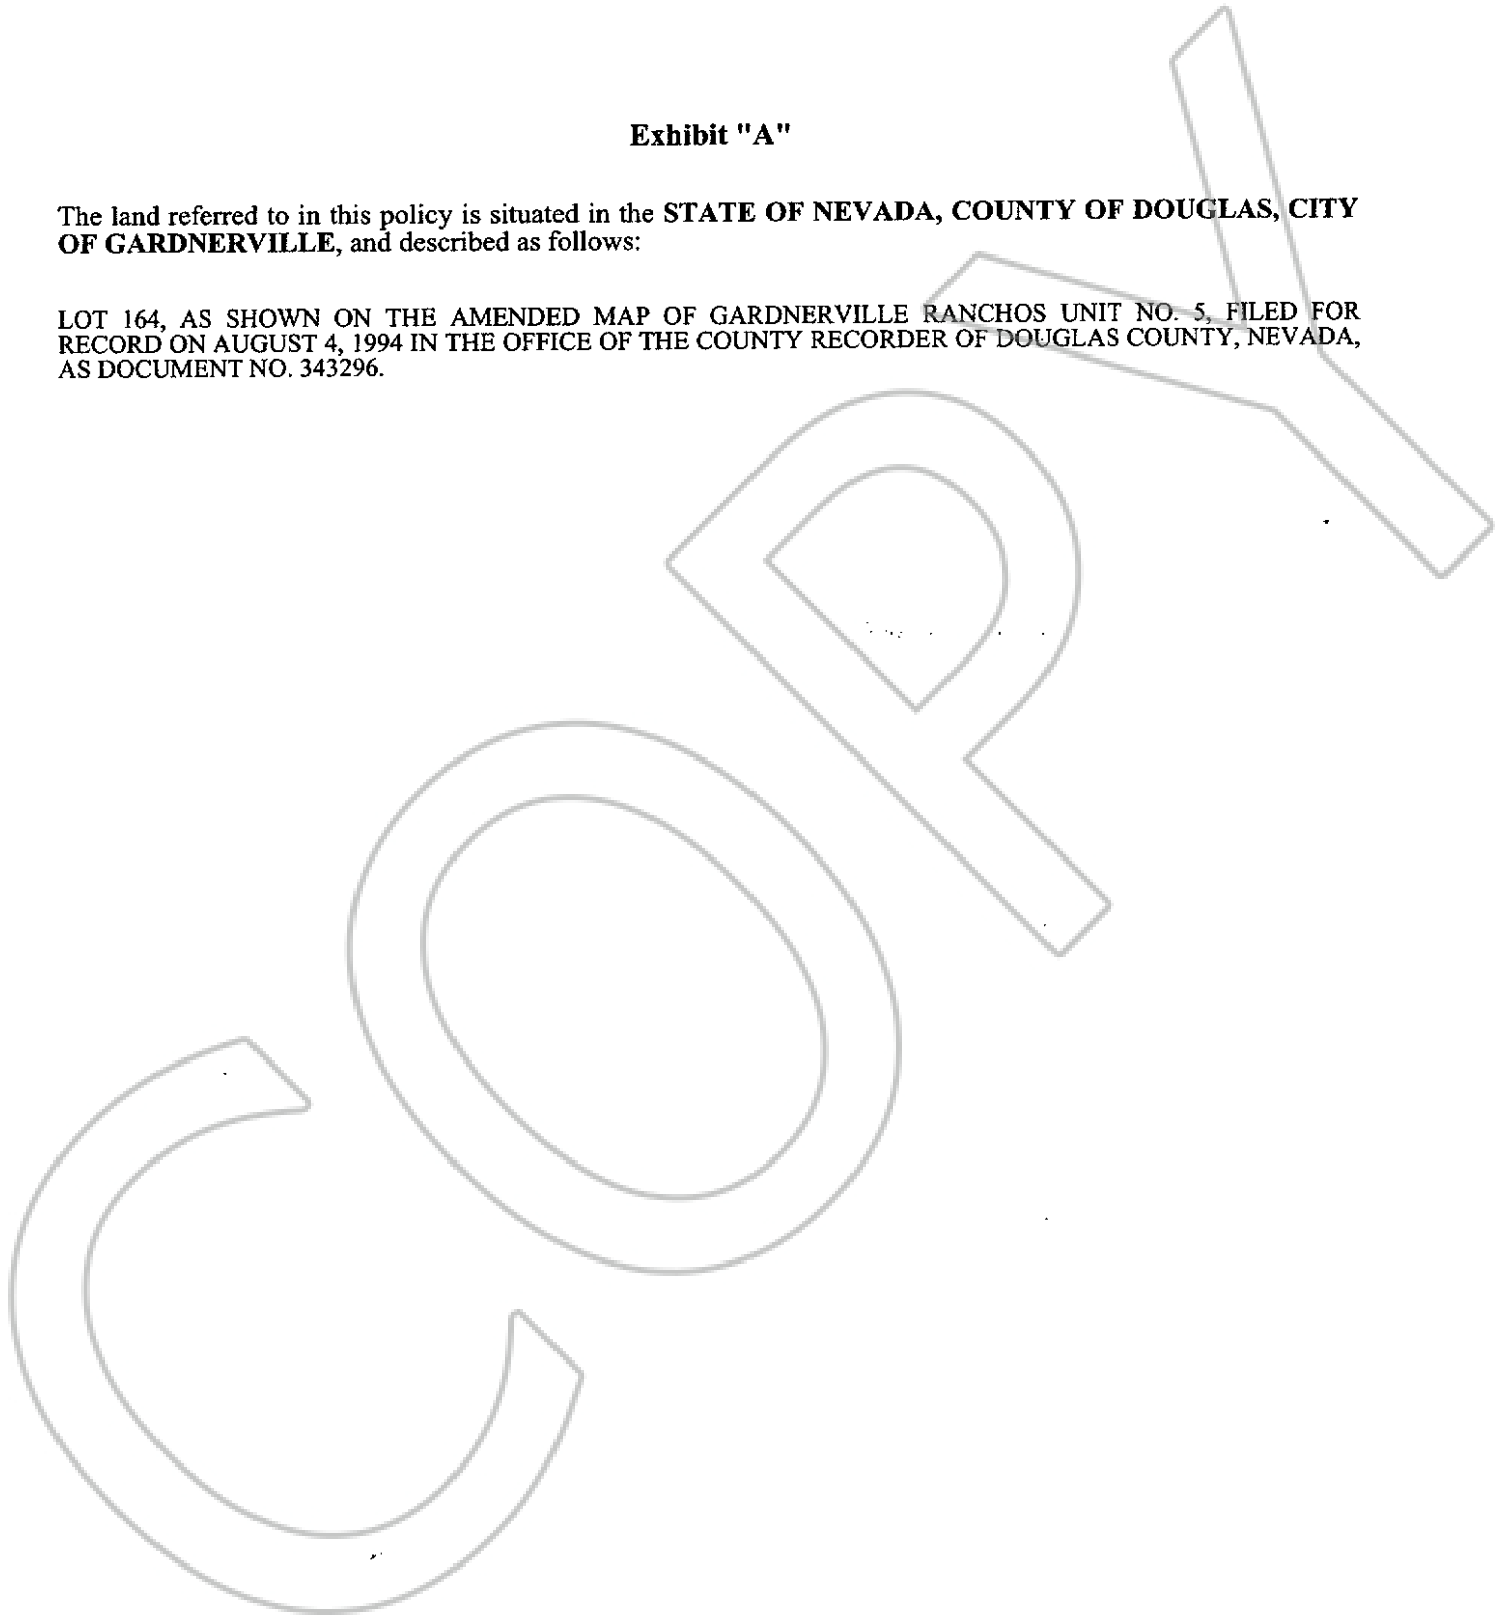 Exhibit "A"
The land referred to in this policy is situated in the STATE OF NEVADA, COUNTY OF DOUGLAS, CITY
OF GARDNERVILLE, and described as follows:
LOT 164, AS SHOWN ON THE AMENDED MAP OF GARDNERVILLE RANCHOS UNIT NO. 5, FILED FOR
RECORD ON AUGUST 4, 1994 IN THE OFFICE OF THE COUNTY RECORDER OF DOUGLAS COUNTY, NEVADA,
AS DOCUMENT NO. 343296.
COPY